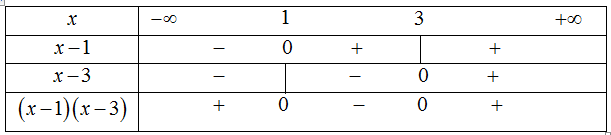 x −∞ 1 3 +∞
x−1 − 0 + | +
x−3 − | − 0 +
(x−1)(x−3) + 0 − 0 +